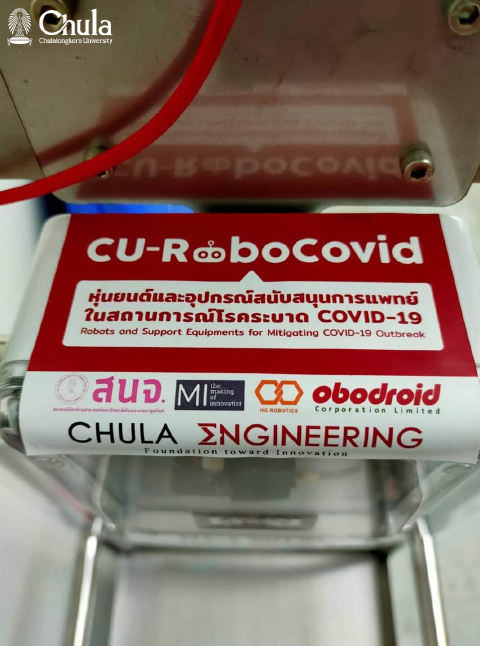 Chula
Chulalongkorn University
CU-RoboCovid
CU-RoboCovid
หุ่นยนต์และอุปกรณ์สนับสนุนการแพทย์
ในสถานการณ์โรคระบาด COVID-19
Robots and Support Equipments for Mitigating COVID-19 Outbreak
สนจ.
MI the making of innovatist
HG ROBOTICS
obodroid
Corporation Limited
CHULA ΣNGINEERING
Foundation toward Innovation